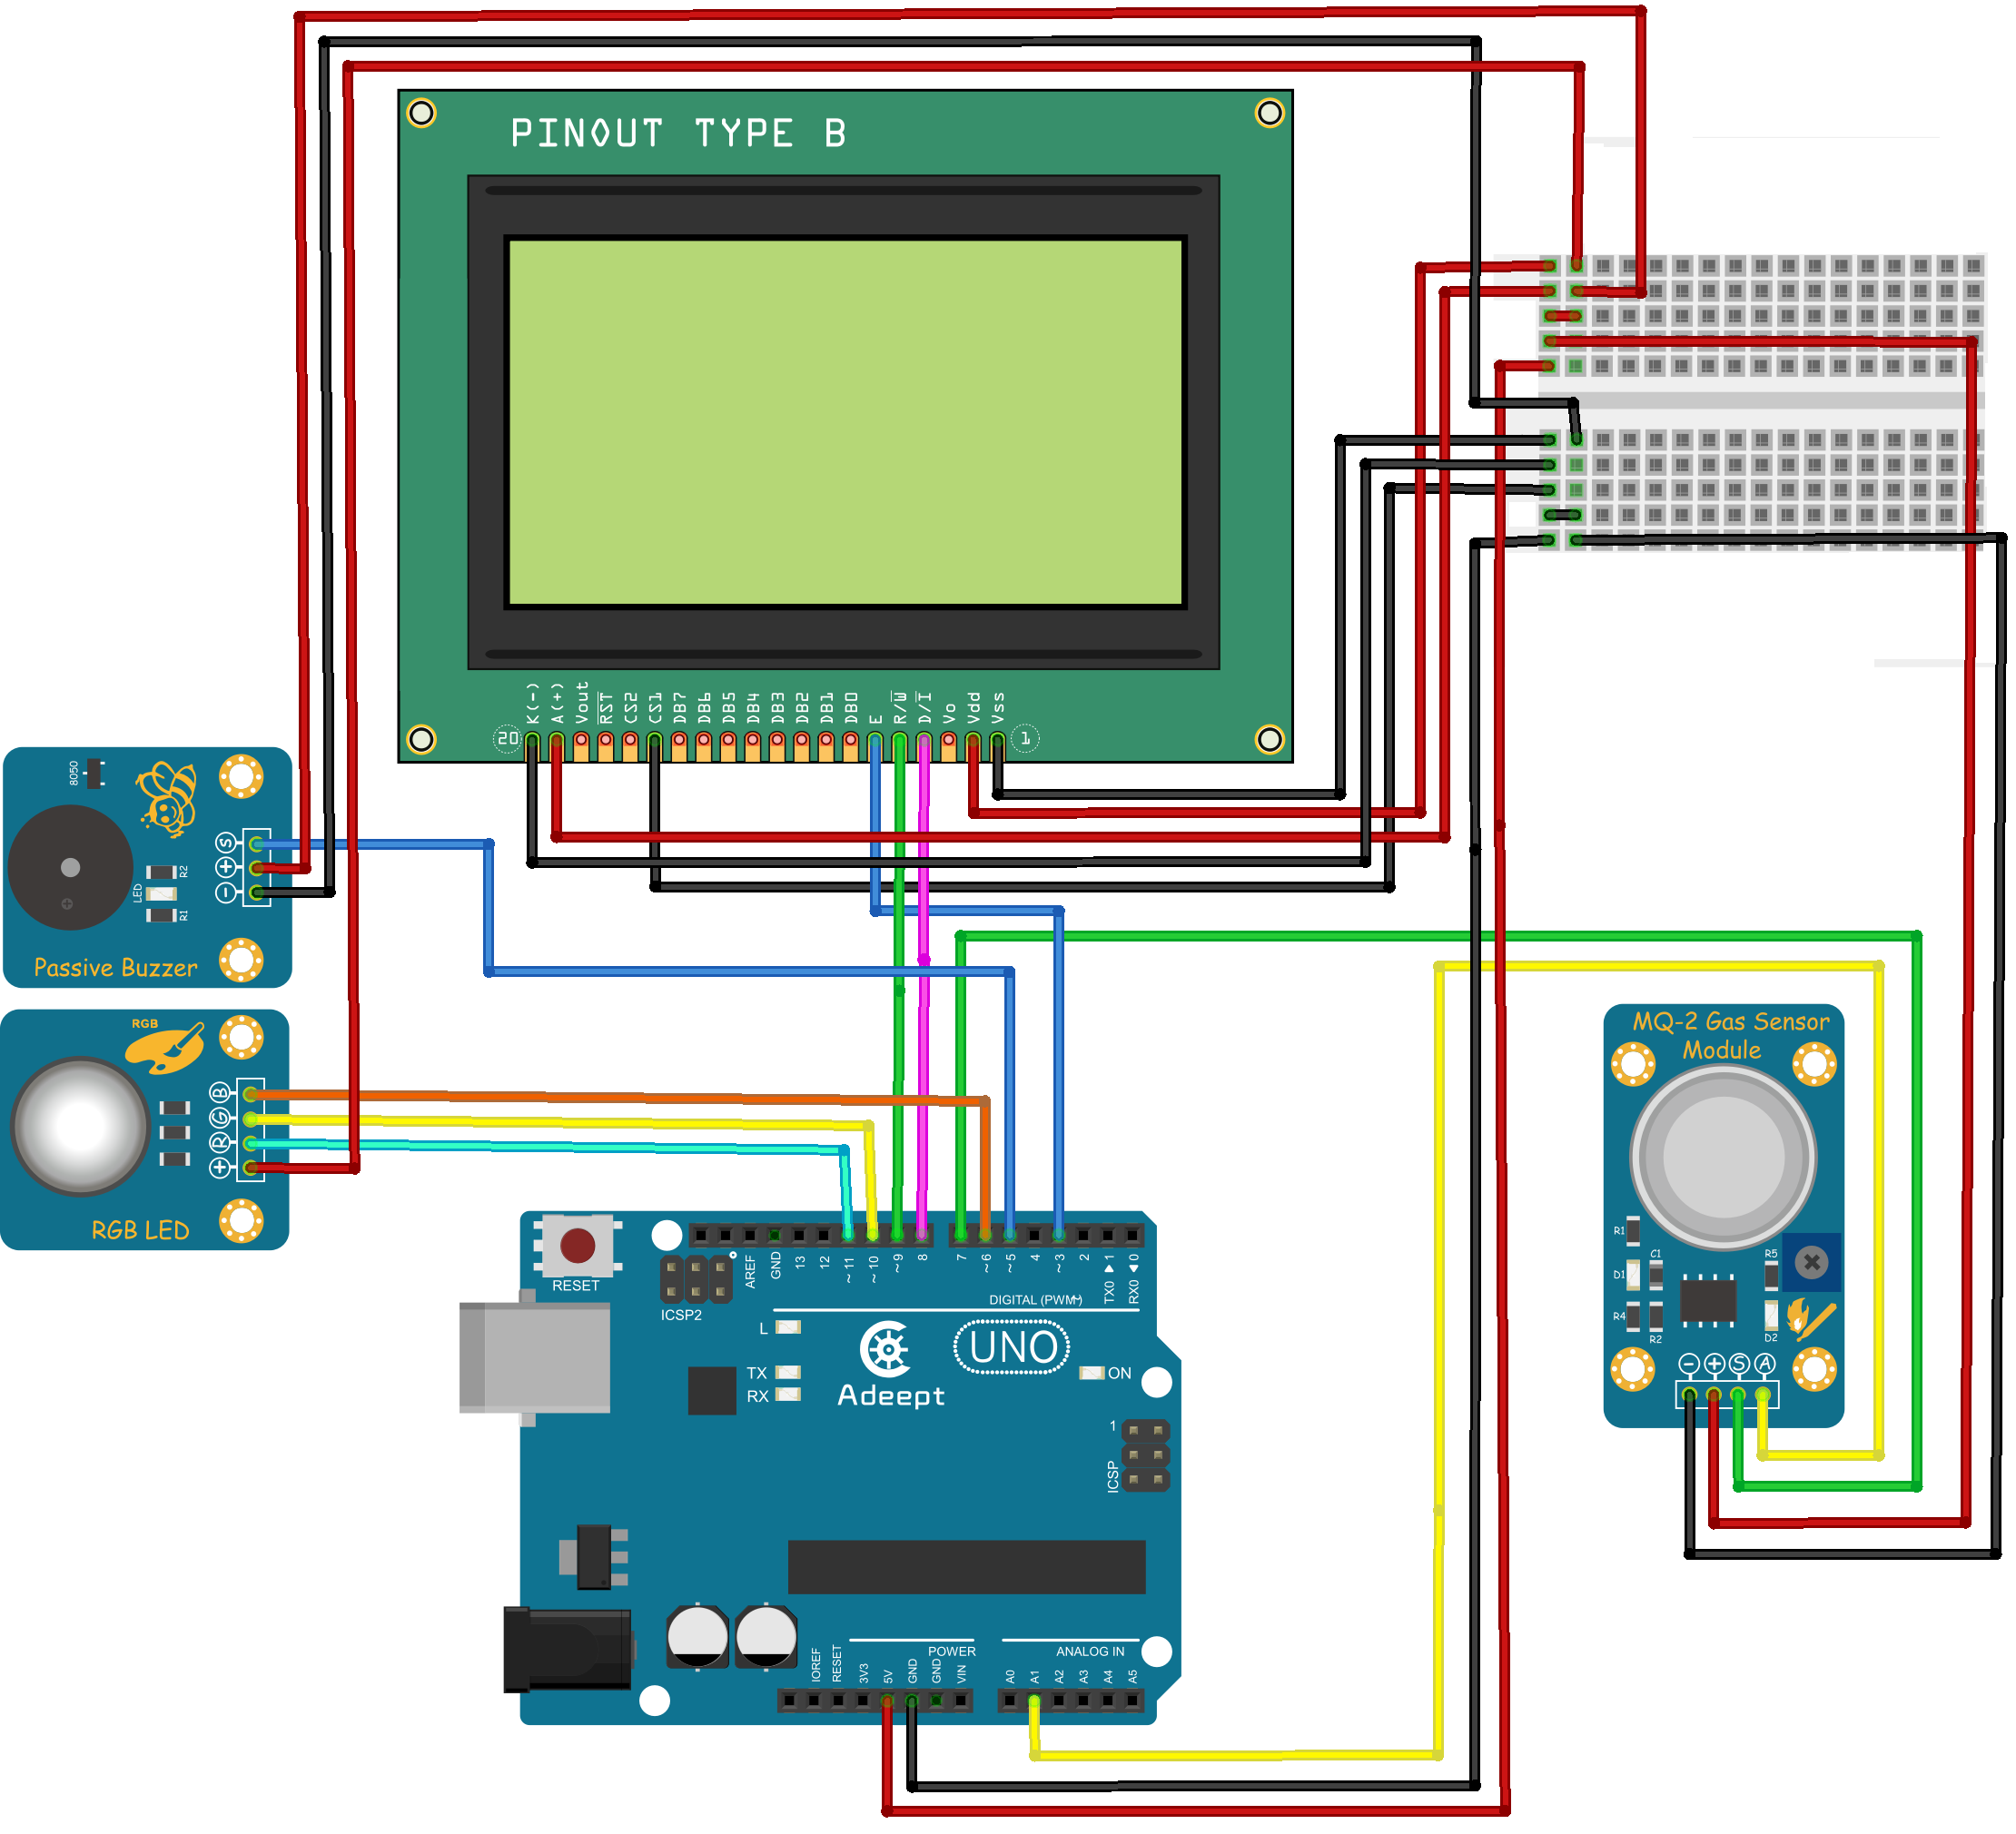 PINOUT TYPE B
K(-)
A(+)
Vout
RST
CS2
CS1
DB7
DB6
DB5
DB4
DB3
DB2
DB1
DB0
E
R/W
D/I
Vo
Vdd
Vss
20
1
8050
S
+
-
R2
LED
R1
Passive Buzzer
RGB
B
G
R
+
RGB LED
MQ-2 Gas Sensor
Module
R1
C1
R5
D1
R4
R2
D2
- + S A
RESET
ICSP2
AREF
GND
13
12
~11
~10
~9
8
7
~6
~5
4
~3
2
TX0 ▶ 1
RX0 ◀ 0
DIGITAL (PWM~)
L
TX
RX
UNO
ON
Adeept
1
ICSP
POWER
ANALOG IN
IOREF
RESET
3V3
5V
GND
GND
VIN
A0
A1
A2
A3
A4
A5